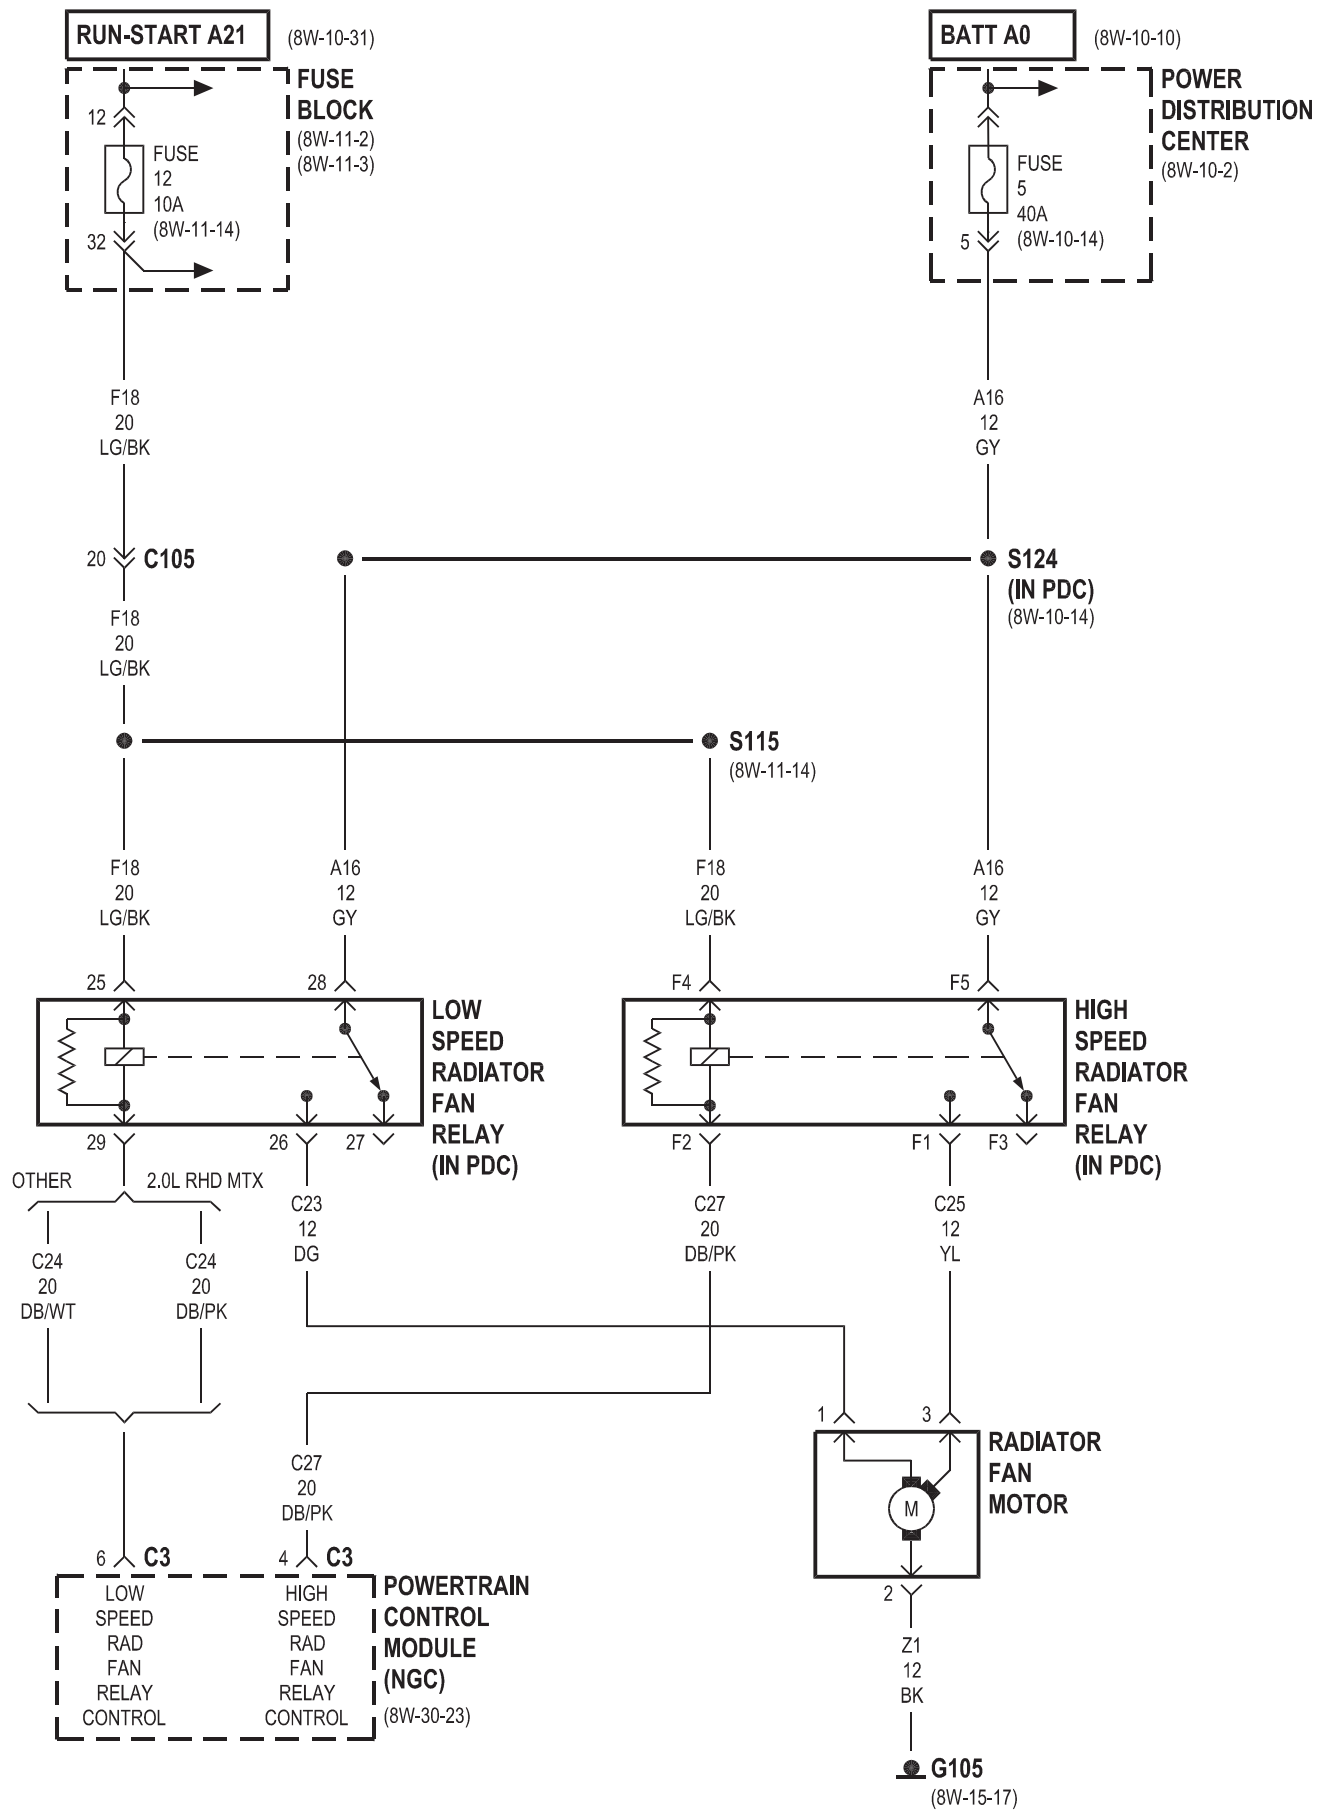 RUN-START A21
(8W-10-31)
BATT A0
(8W-10-10)
FUSE
BLOCK
(8W-11-2)
(8W-11-3)
12
FUSE
12
10A
(8W-11-14)
32
POWER
DISTRIBUTION
CENTER
(8W-10-2)
FUSE
5
40A
(8W-10-14)
5
F18
20
LG/BK
A16
12
GY
20
C105
S124
(IN PDC)
(8W-10-14)
F18
20
LG/BK
S115
(8W-11-14)
F18
20
LG/BK
A16
12
GY
F18
20
LG/BK
A16
12
GY
25
28
F4
F5
LOW
SPEED
RADIATOR
FAN
RELAY
(IN PDC)
HIGH
SPEED
RADIATOR
FAN
RELAY
(IN PDC)
29
26
27
F2
F1
F3
OTHER
2.0L RHD MTX
C24
20
DB/WT
C24
20
DB/PK
C23
12
DG
C27
20
DB/PK
C25
12
YL
1
3
RADIATOR
FAN
MOTOR
M
C27
20
DB/PK
6
C3
4
C3
LOW
SPEED
RAD
FAN
RELAY
CONTROL
HIGH
SPEED
RAD
FAN
RELAY
CONTROL
POWERTRAIN
CONTROL
MODULE
(NGC)
(8W-30-23)
2
Z1
12
BK
G105
(8W-15-17)